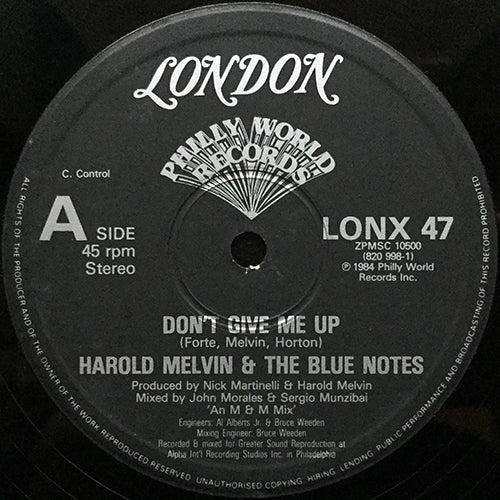 LONDON
PHILLY WORLD
RECORDS
C. Control
A SIDE
45 rpm
Stereo
LONX 47
ZPMSC 10500
(820 998-1)
℗ 1984 Philly World
Records Inc.
DON'T GIVE ME UP
(Forte, Melvin, Horton)
HAROLD MELVIN & THE BLUE NOTES
Produced by Nick Martinelli & Harold Melvin
Mixed by John Morales & Sergio Munzibai
'An M & M Mix'
Engineers: Al Alberts Jr. & Bruce Weeden
Mixing Engineer: Bruce Weeden
Recorded & mixed for Greater Sound Reproduction at
Alpha Int'l Recording Studios Inc. in Philadelphia
ALL RIGHTS OF THE PRODUCER AND OF THE OWNER OF THE WORK REPRODUCED RESERVED. UNAUTHORISED COPYING, HIRING, LENDING, PUBLIC PERFORMANCE AND BROADCASTING OF THIS RECORD PROHIBITED